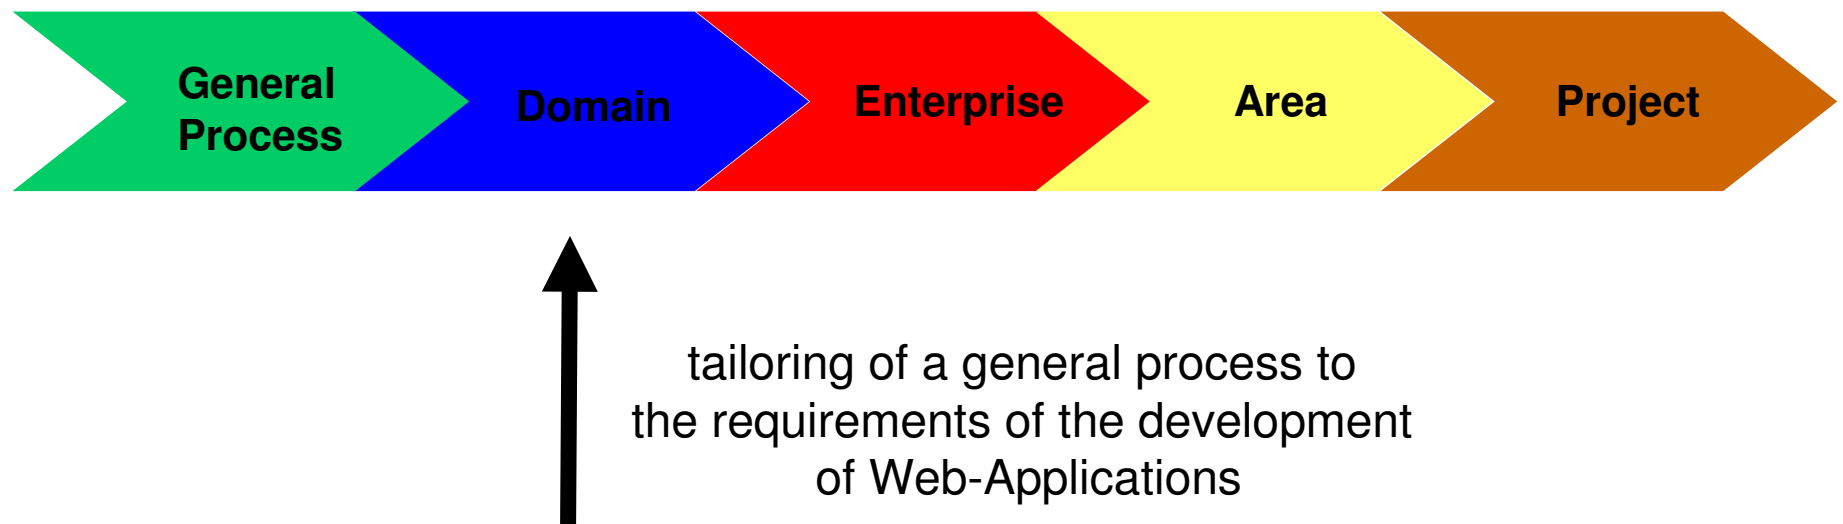 General
Process
Domain
Enterprise
Area
Project
tailoring of a general process to
the requirements of the development
of Web-Applications